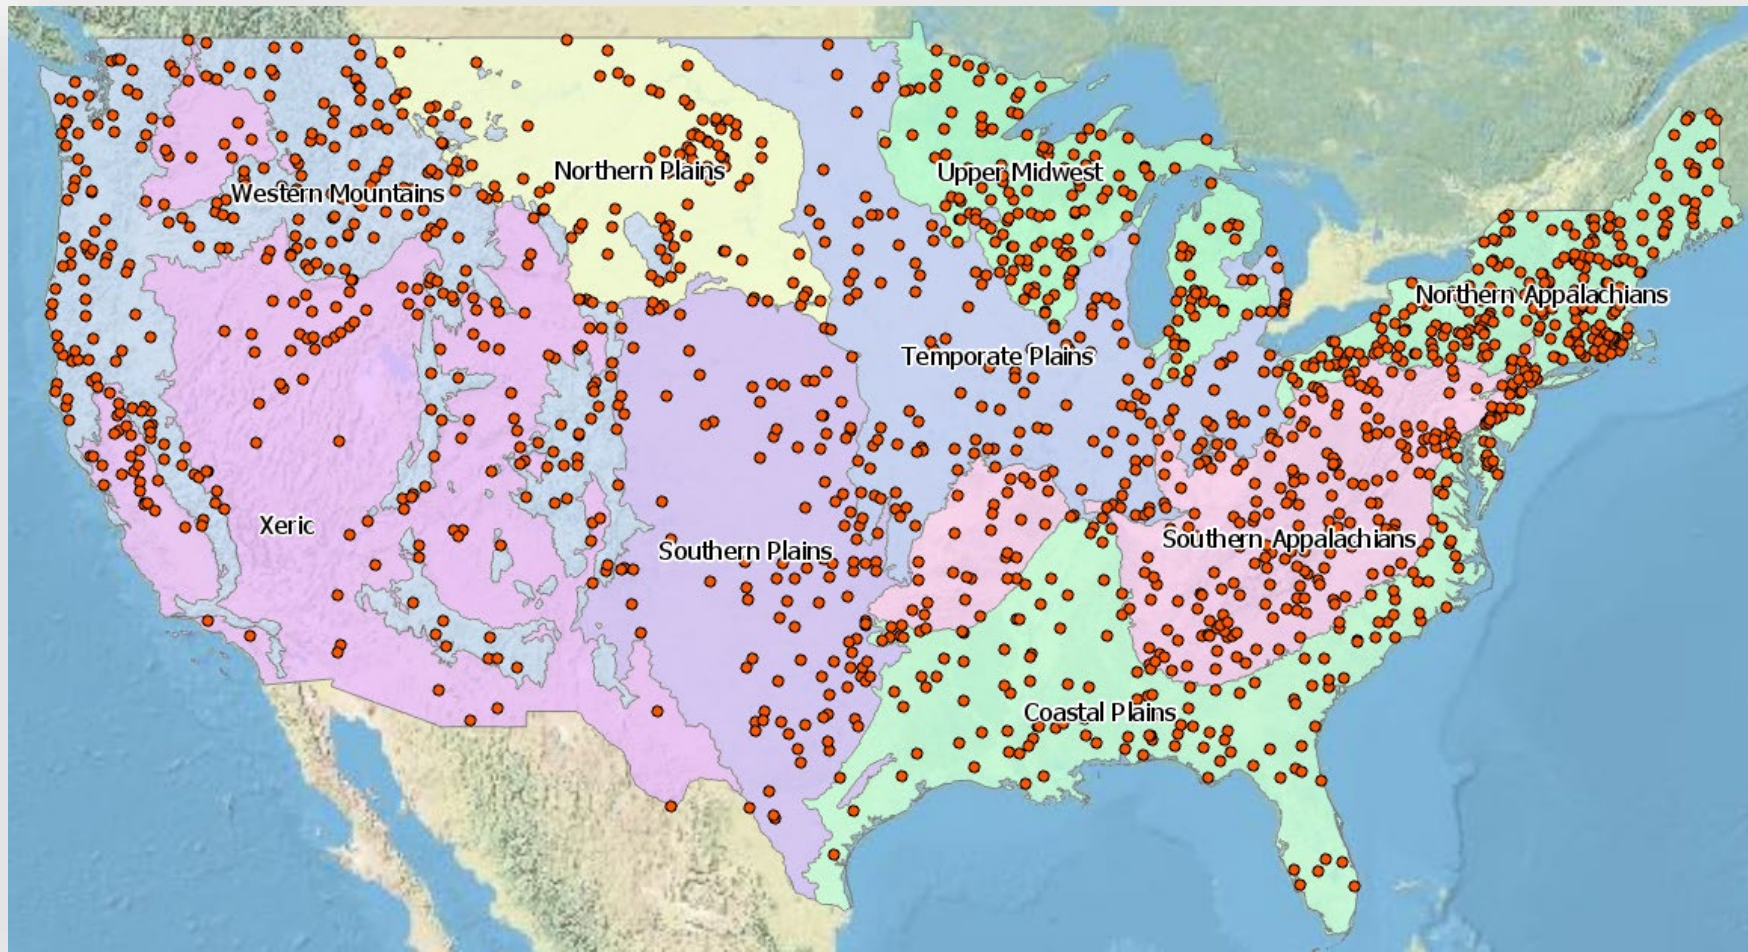 Northern Plains
Upper Midwest
Western Mountains
Northern Appalachians
Temporate Plains
Xeric
Southern Plains
Southern Appalachians
Coastal Plains